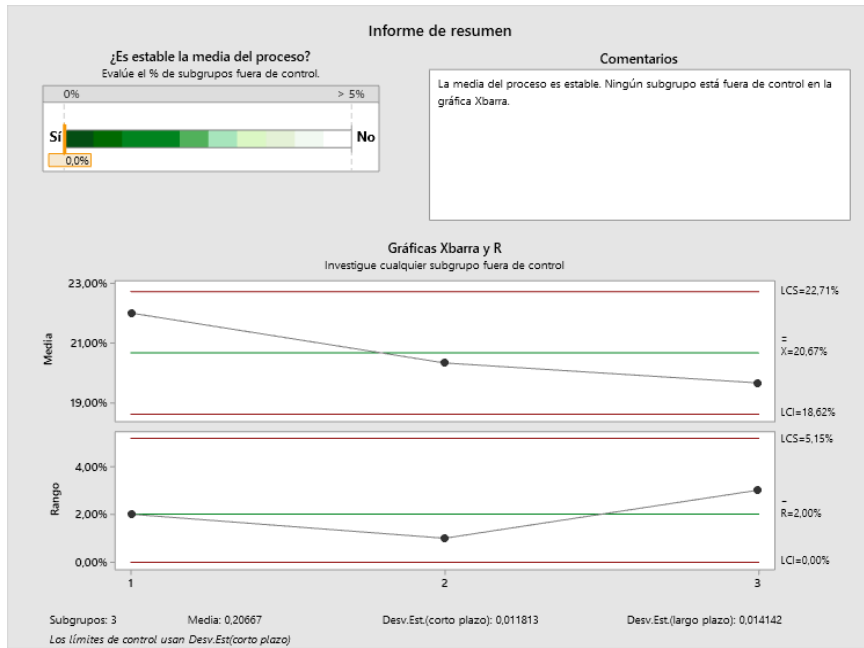 Informe de resumen
¿Es estable la media del proceso?
Evalúe el % de subgrupos fuera de control.
0% > 5%
Sí No
0,0%
Comentarios
La media del proceso es estable. Ningún subgrupo está fuera de control en la
gráfica Xbarra.
Gráficas Xbarra y R
Investigue cualquier subgrupo fuera de control
Media
23,00%
21,00%
19,00%
LCS=22,71%
X=20,67%
LCI=18,62%
Rango
4,00%
2,00%
0,00%
LCS=5,15%
R=2,00%
LCI=0,00%
1 2 3
Subgrupos: 3 Media: 0,20667 Desv.Est.(corto plazo): 0,011813 Desv.Est.(largo plazo): 0,014142
Los límites de control usan Desv.Est(corto plazo)